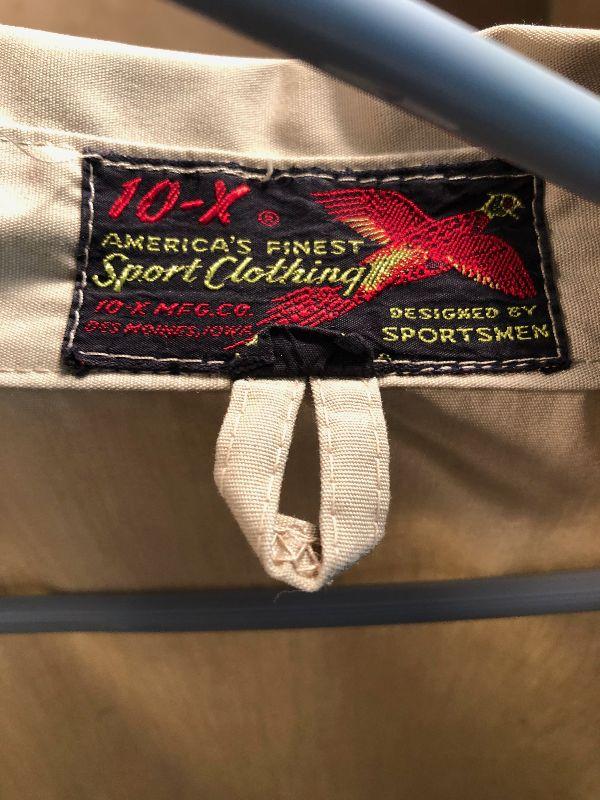 10-X ®
AMERICA'S FINEST
Sport Clothing
10-X MFG. CO.
DES MOINES, IOWA
DESIGNED BY
SPORTSMEN